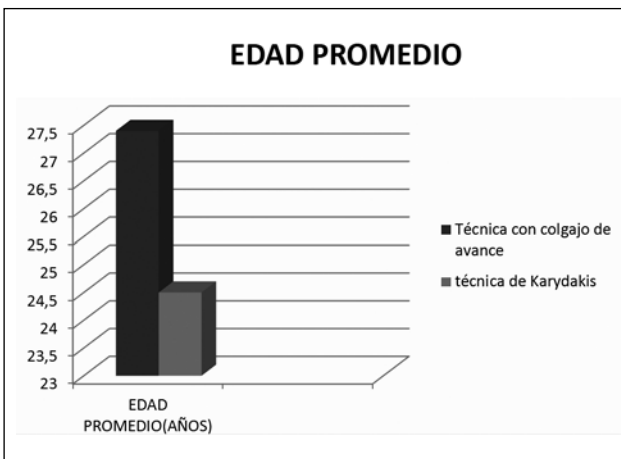 EDAD PROMEDIO
27,5
27
26,5
26
25,5
25
24,5
24
23,5
23
EDAD
PROMEDIO(AÑOS)
Técnica con colgajo de
avance
técnica de Karydakis